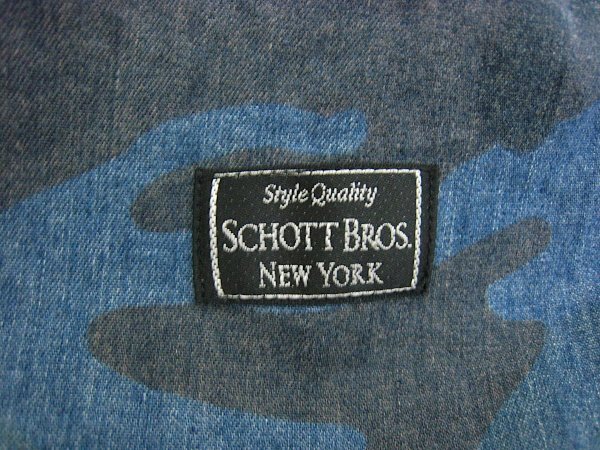 Style Quality
SCHOTT BROS.
NEW YORK